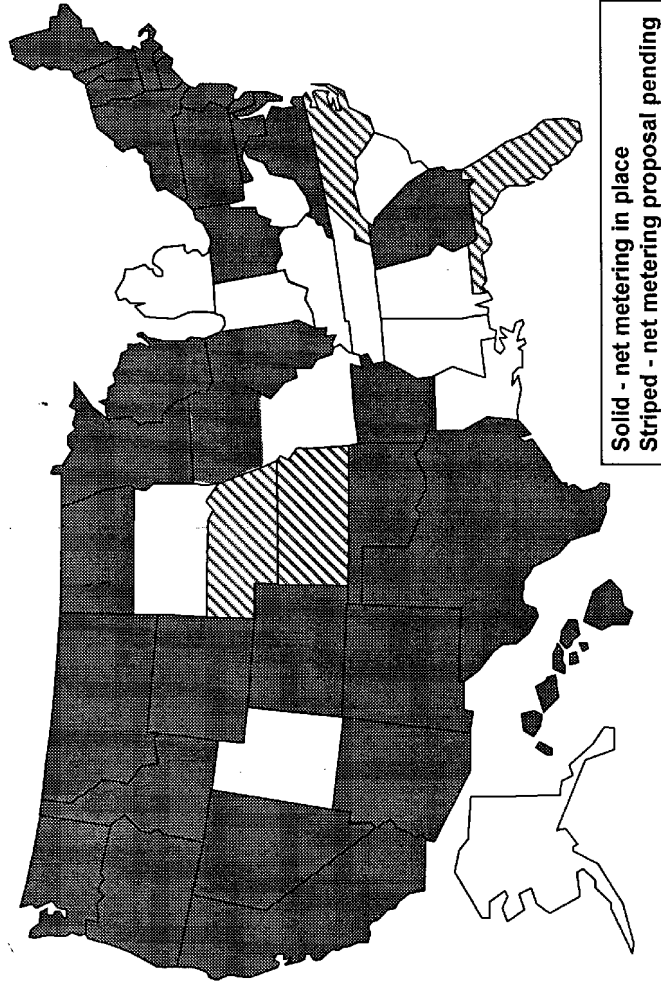 Solid - net metering in place
Striped - net metering proposal pending